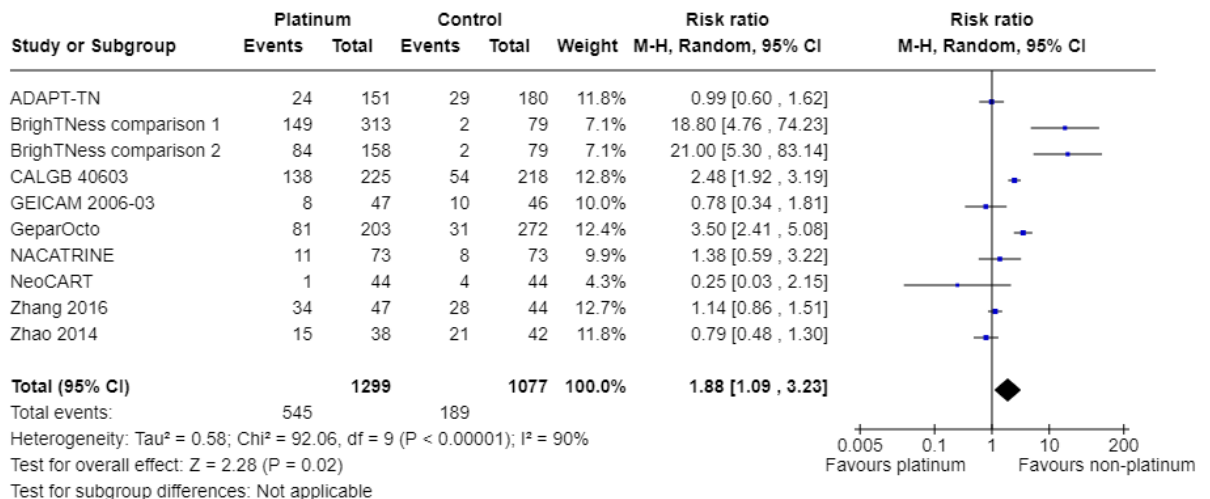 Platinum Control Risk ratio Risk ratio
Study or Subgroup Events Total Events Total Weight M-H, Random, 95% CI M-H, Random, 95% CI
ADAPT-TN 24 151 29 180 11.8% 0.99 [0.60 , 1.62]
BrighTNess comparison 1 149 313 2 79 7.1% 18.80 [4.76 , 74.23]
BrighTNess comparison 2 84 158 2 79 7.1% 21.00 [5.30 , 83.14]
CALGB 40603 138 225 54 218 12.8% 2.48 [1.92 , 3.19]
GEICAM 2006-03 8 47 10 46 10.0% 0.78 [0.34 , 1.81]
GeparOcto 81 203 31 272 12.4% 3.50 [2.41 , 5.08]
NACATRINE 11 73 8 73 9.9% 1.38 [0.59 , 3.22]
NeoCART 1 44 4 44 4.3% 0.25 [0.03 , 2.15]
Zhang 2016 34 47 28 44 12.7% 1.14 [0.86 , 1.51]
Zhao 2014 15 38 21 42 11.8% 0.79 [0.48 , 1.30]
Total (95% CI) 1299 1077 100.0% 1.88 [1.09 , 3.23]
Total events: 545 189
Heterogeneity: Tau² = 0.58; Chi² = 92.06, df = 9 (P < 0.00001); I² = 90%
0.005 0.1 1 10 200
Test for overall effect: Z = 2.28 (P = 0.02)
Favours platinum Favours non-platinum
Test for subgroup differences: Not applicable